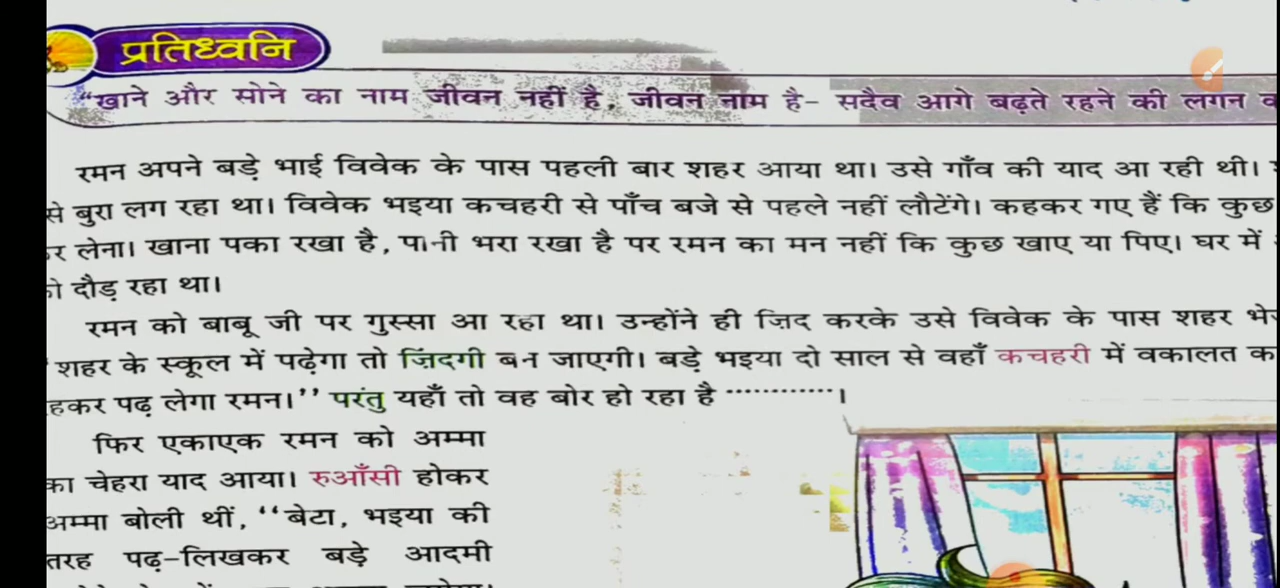 प्रतिध्वनि
“खाने और सोने का नाम जीवन नहीं है, जीवन नाम है- सदैव आगे बढ़ते रहने की लगन
रमन अपने बड़े भाई विवेक के पास पहली बार शहर आया था। उसे गाँव की याद आ रही थी।
से बुरा लग रहा था। विवेक भइया कचहरी से पाँच बजे से पहले नहीं लौटेंगे। कहकर गए हैं कि कुछ
लेना। खाना पका रखा है, पानी भरा रखा है पर रमन का मन नहीं कि कुछ खाए या पिए। घर में
दौड़ रहा था।
रमन को बाबू जी पर गुस्सा आ रहा था। उन्होंने ही ज़िद करके उसे विवेक के पास शहर
शहर के स्कूल में पढ़ेगा तो ज़िंदगी बन जाएगी। बड़े भइया दो साल से वहाँ कचहरी में वकालत
पढ़ लेगा रमन।’’ परंतु यहाँ तो वह बोर हो रहा है ............।
फिर एकाएक रमन को अम्मा
का चेहरा याद आया। रुआँसी होकर
अम्मा बोली थीं, ‘‘बेटा, भइया की
तरह पढ़-लिखकर बड़े आदमी